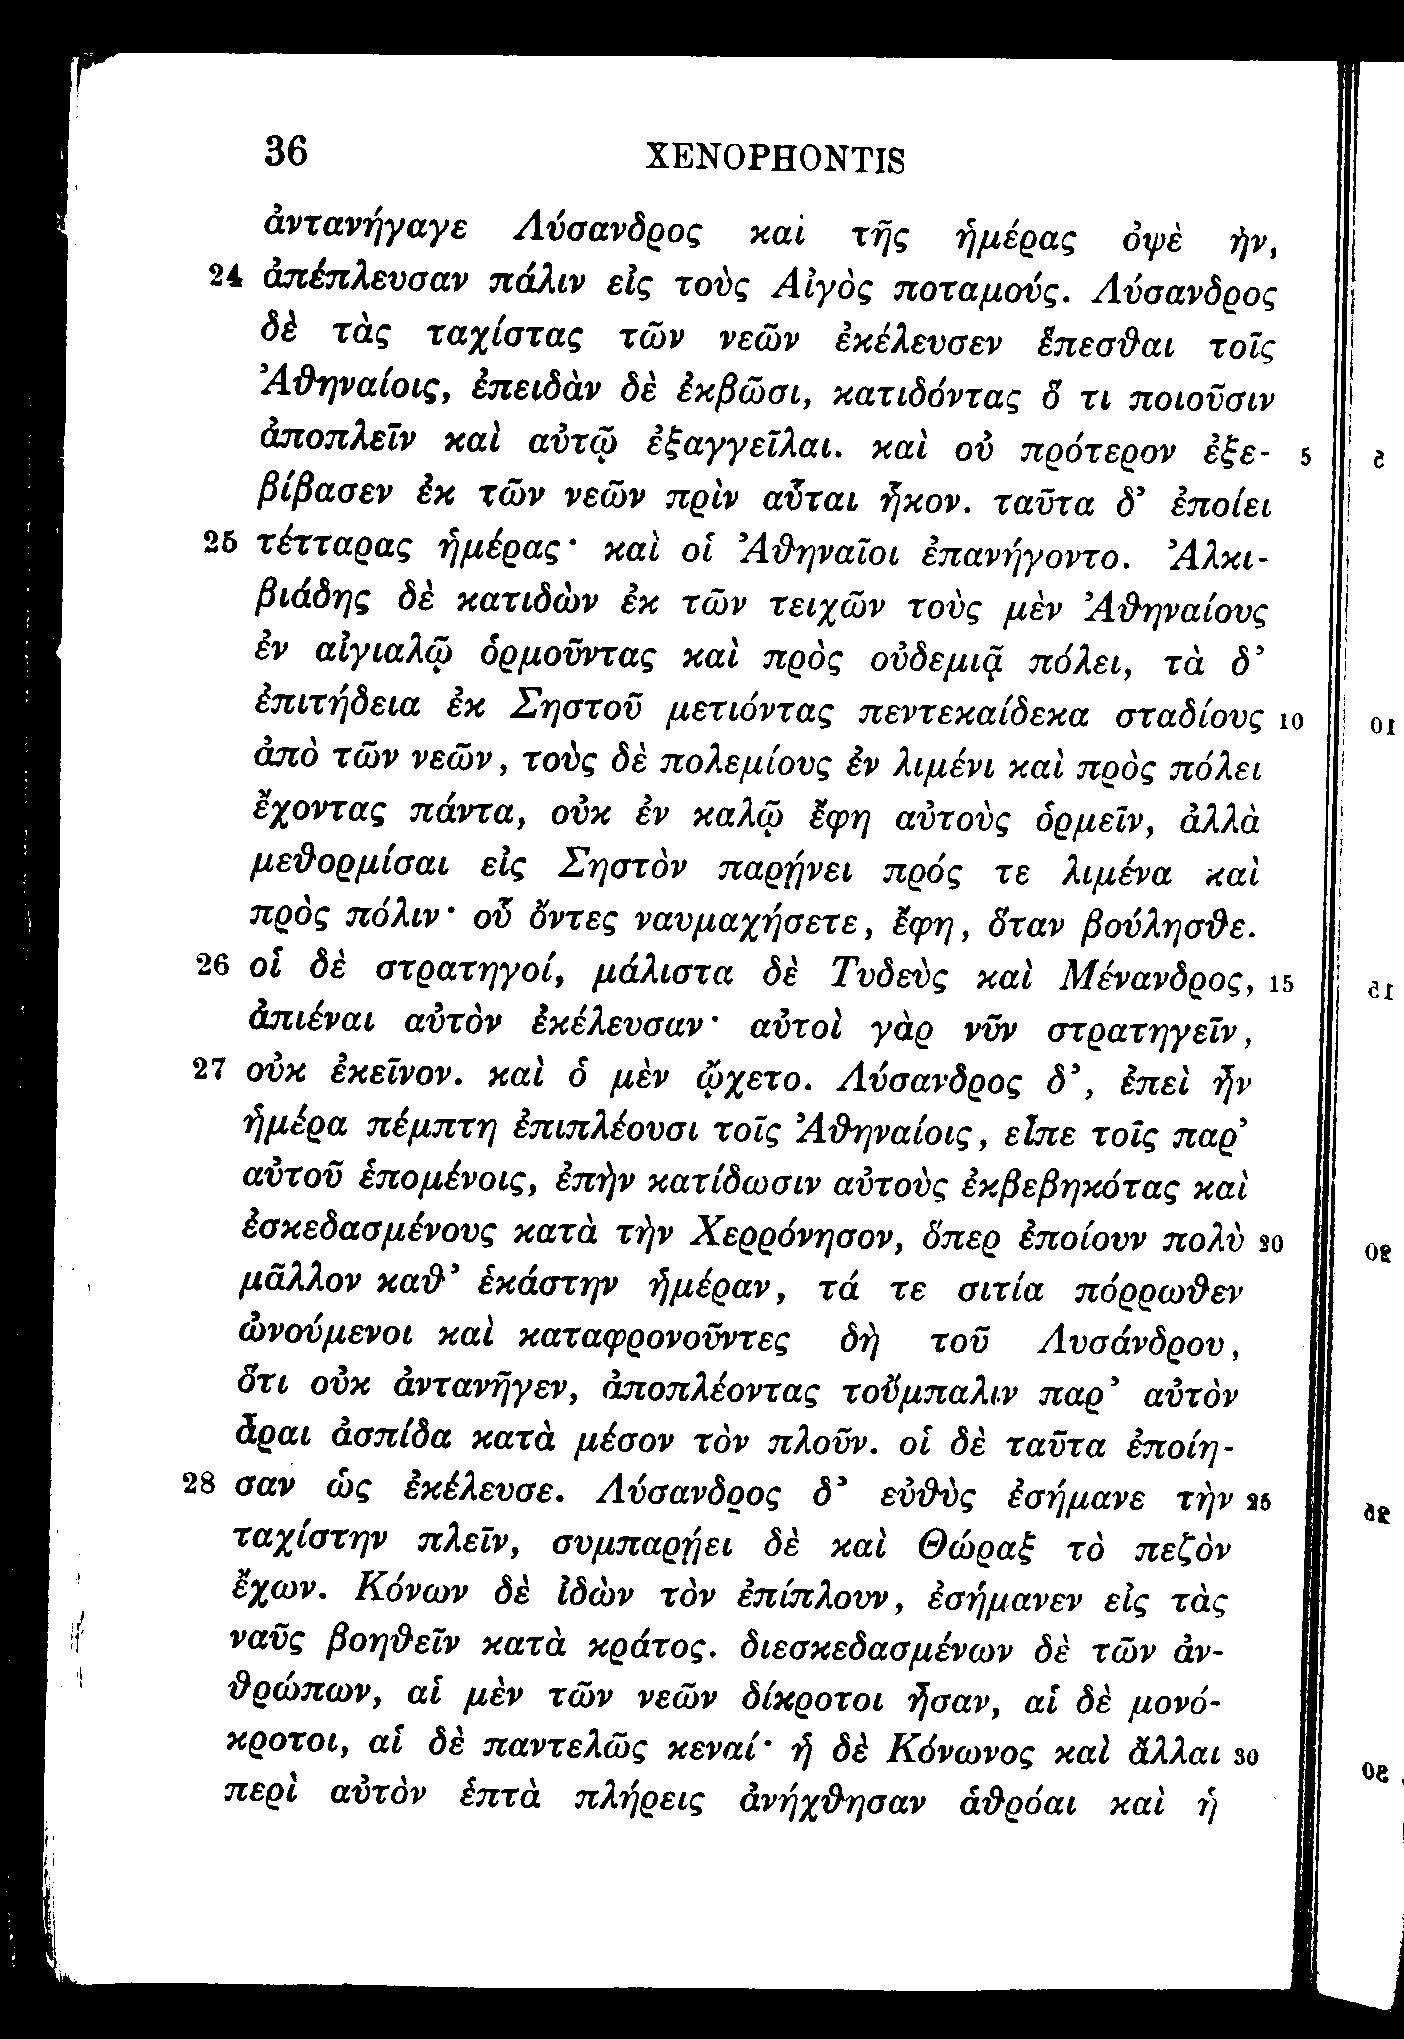 36 XENOPHONTIS
ἀντανήγαγε Λύσανδρος καὶ τῆς ἡμέρας ὀψὲ ἦν,
24 ἀπέπλευσαν πάλιν εἰς τοὺς Αἰγὸς ποταμούς. Λύσανδρος
δὲ τὰς ταχίστας τῶν νεῶν ἐκέλευσεν ἕπεσθαι τοῖς
Ἀθηναίοις, ἐπειδὰν δὲ ἐκβῶσι, κατιδόντας ὅ τι ποιοῦσιν
ἀποπλεῖν καὶ αὐτῷ ἐξαγγεῖλαι. καὶ οὐ πρότερον ἐξε- 5
βίβασεν ἐκ τῶν νεῶν πρὶν αὗται ἧκον. ταῦτα δ’ ἐποίει
25 τέτταρας ἡμέρας· καὶ οἱ Ἀθηναῖοι ἐπανήγοντο. Ἀλκι-
βιάδης δὲ κατιδὼν ἐκ τῶν τειχῶν τοὺς μὲν Ἀθηναίους
ἐν αἰγιαλῷ ὁρμοῦντας καὶ πρὸς οὐδεμιᾷ πόλει, τὰ δ’
ἐπιτήδεια ἐκ Σηστοῦ μετιόντας πεντεκαίδεκα σταδίους 10
ἀπὸ τῶν νεῶν, τοὺς δὲ πολεμίους ἐν λιμένι καὶ πρὸς πόλει
ἔχοντας πάντα, οὐκ ἐν καλῷ ἔφη αὐτοὺς ὁρμεῖν, ἀλλὰ
μεθορμίσαι εἰς Σηστὸν παρῄνει πρός τε λιμένα καὶ
πρὸς πόλιν· οὗ ὄντες ναυμαχήσετε, ἔφη, ὅταν βούλησθε.
26 οἱ δὲ στρατηγοί, μάλιστα δὲ Τυδεὺς καὶ Μένανδρος, 15
ἀπιέναι αὐτὸν ἐκέλευσαν· αὐτοὶ γὰρ νῦν στρατηγεῖν,
27 οὐκ ἐκεῖνον. καὶ ὁ μὲν ᾤχετο. Λύσανδρος δ’, ἐπεὶ ἦν
ἡμέρα πέμπτη ἐπιπλέουσι τοῖς Ἀθηναίοις, εἶπε τοῖς παρ’
αὐτοῦ ἑπομένοις, ἐπὴν κατίδωσιν αὐτοὺς ἐκβεβηκότας καὶ
ἐσκεδασμένους κατὰ τὴν Χερρόνησον, ὅπερ ἐποίουν πολὺ 20
μᾶλλον καθ’ ἑκάστην ἡμέραν, τά τε σιτία πόρρωθεν
ὠνούμενοι καὶ καταφρονοῦντες δὴ τοῦ Λυσάνδρου,
ὅτι οὐκ ἀντανῆγεν, ἀποπλέοντας τοὔμπαλιν παρ’ αὐτὸν
ἆραι ἀσπίδα κατὰ μέσον τὸν πλοῦν. οἱ δὲ ταῦτα ἐποίη-
28 σαν ὡς ἐκέλευσε. Λύσανδρος δ’ εὐθὺς ἐσήμανε τὴν 25
ταχίστην πλεῖν, συμπαρῄει δὲ καὶ Θώραξ τὸ πεζὸν
ἔχων. Κόνων δὲ ἰδὼν τὸν ἐπίπλουν, ἐσήμανεν εἰς τὰς
ναῦς βοηθεῖν κατὰ κράτος. διεσκεδασμένων δὲ τῶν ἀν-
θρώπων, αἱ μὲν τῶν νεῶν δίκροτοι ἦσαν, αἱ δὲ μονό-
κροτοι, αἱ δὲ παντελῶς κεναί· ἡ δὲ Κόνωνος καὶ ἄλλαι 30
περὶ αὐτὸν ἑπτὰ πλήρεις ἀνήχθησαν ἁθρόαι καὶ ἡ